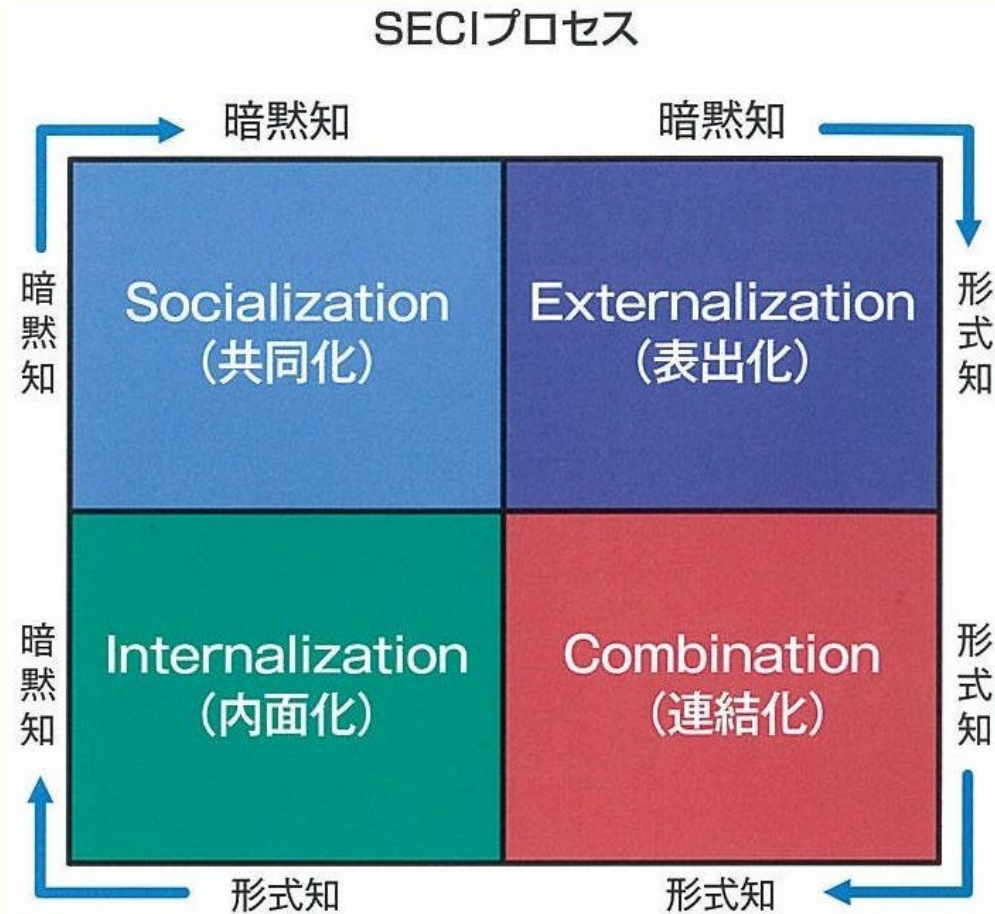 SECIプロセス
暗黙知
暗黙知
暗黙知
形式知
Socialization
（共同化）
Externalization
（表出化）
暗黙知
形式知
Internalization
（内面化）
Combination
（連結化）
形式知
形式知